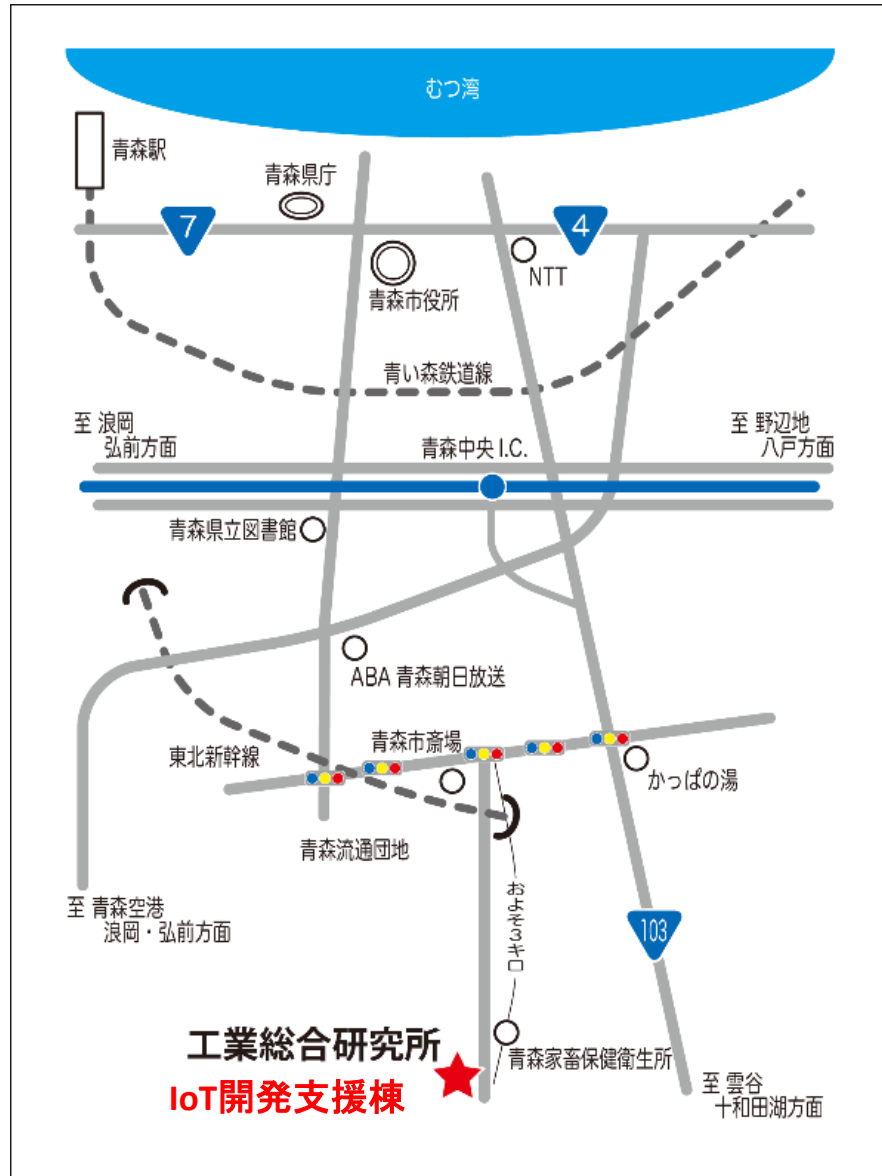 むつ湾
青森駅
青森県庁
7
4
NTT
青森市役所
青い森鉄道線
至 浪岡
弘前方面
青森中央 I.C.
至 野辺地
八戸方面
青森県立図書館
ABA 青森朝日放送
東北新幹線
青森市斎場
かっぱの湯
青森流通団地
至 青森空港
浪岡・弘前方面
およそ3キロ
103
工業総合研究所
IoT開発支援棟
青森家畜保健衛生所
至 雲谷
十和田湖方面